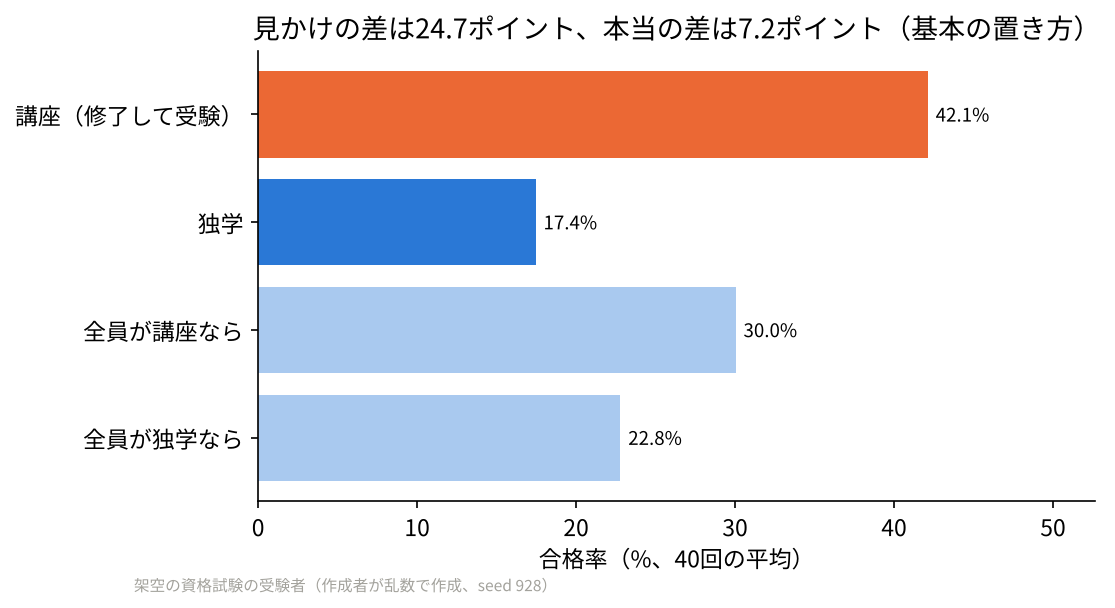 見かけの差は24.7ポイント、本当の差は7.2ポイント（基本の置き方）
講座（修了して受験）
42.1%
独学
17.4%
全員が講座なら
30.0%
全員が独学なら
22.8%
0 10 20 30 40 50
合格率（%、40回の平均）
架空の資格試験の受験者（作成者が乱数で作成、seed 928）